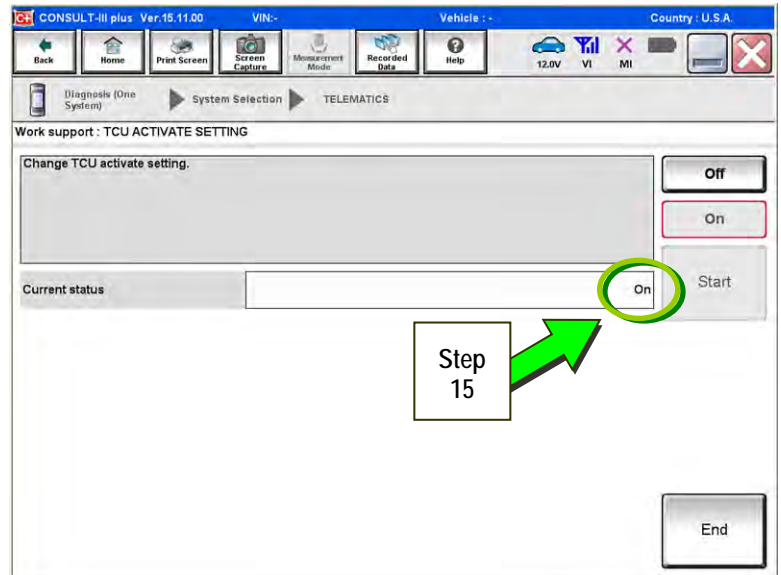 C+ CONSULT-III plus Ver.15.11.00 VIN:- Vehicle : - Country : U.S.A.
Back Home Print Screen Screen Capture Measurement Mode Recorded Data Help 12.0V VI MI
Diagnosis (One System) System Selection TELEMATICS
Work support : TCU ACTIVATE SETTING
Change TCU activate setting.
Off
On
Current status On Start
Step
15
End